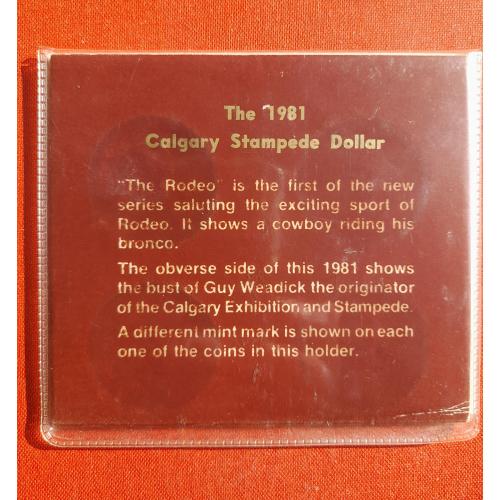 The 1981
Calgary Stampede Dollar
"The Rodeo" is the first of the new
series saluting the exciting sport of
Rodeo. It shows a cowboy riding his
bronco.
The obverse side of this 1981 shows
the bust of Guy Weadick the originator
of the Calgary Exhibition and Stampede.
A different mint mark is shown on each
one of the coins in this holder.